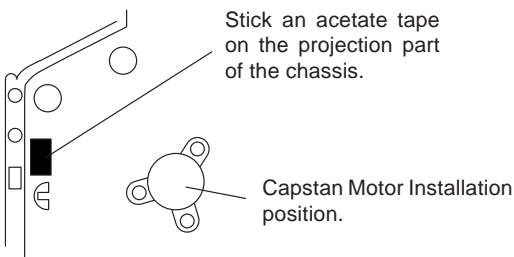 Stick an acetate tape
on the projection part
of the chassis.
Capstan Motor Installation
position.